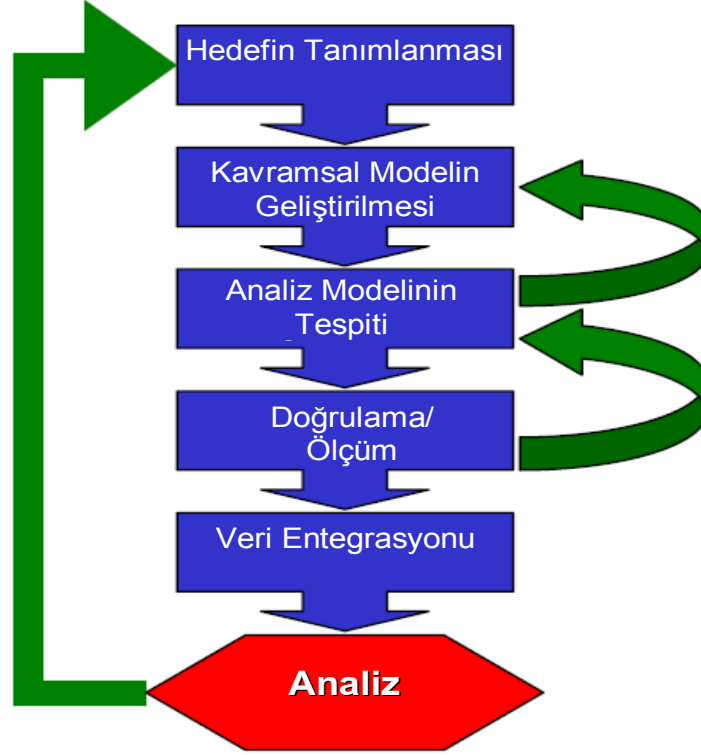 Hedefin Tanımlanması
Kavramsal Modelin
Geliştirilmesi
Analiz Modelinin
Tespiti
Doğrulama/
Ölçüm
Veri Entegrasyonu
Analiz